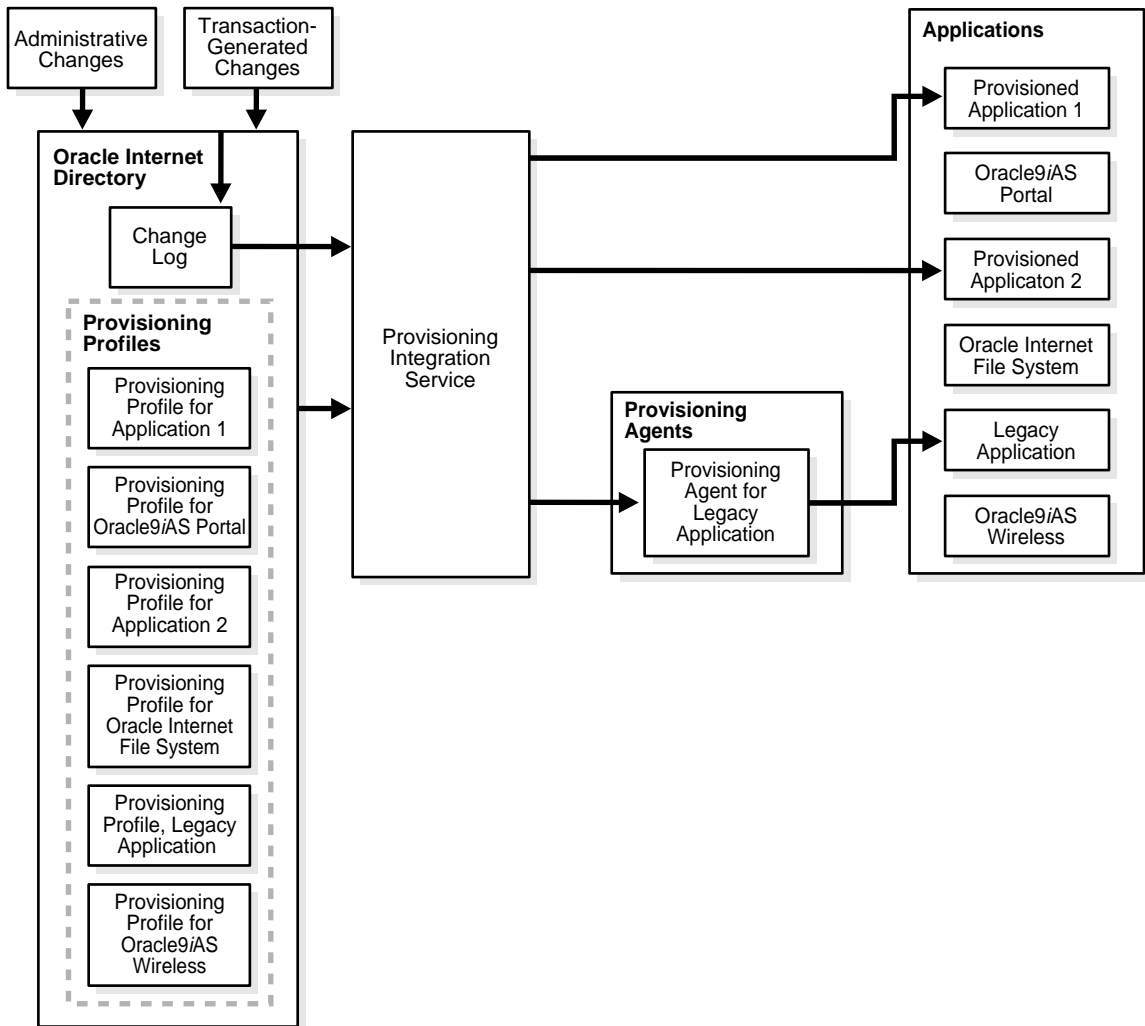 Administrative
Changes
Transaction-
Generated
Changes
Oracle Internet
Directory
Change
Log
Provisioning
Profiles
Provisioning
Profile for
Application 1
Provisioning
Profile for
Oracle9iAS Portal
Provisioning
Profile for
Application 2
Provisioning
Profile for
Oracle Internet
File System
Provisioning
Profile, Legacy
Application
Provisioning
Profile for
Oracle9iAS
Wireless
Provisioning
Integration
Service
Provisioning
Agents
Provisioning
Agent for
Legacy
Application
Applications
Provisioned
Application 1
Oracle9iAS
Portal
Provisioned
Applicaton 2
Oracle Internet
File System
Legacy
Application
Oracle9iAS
Wireless